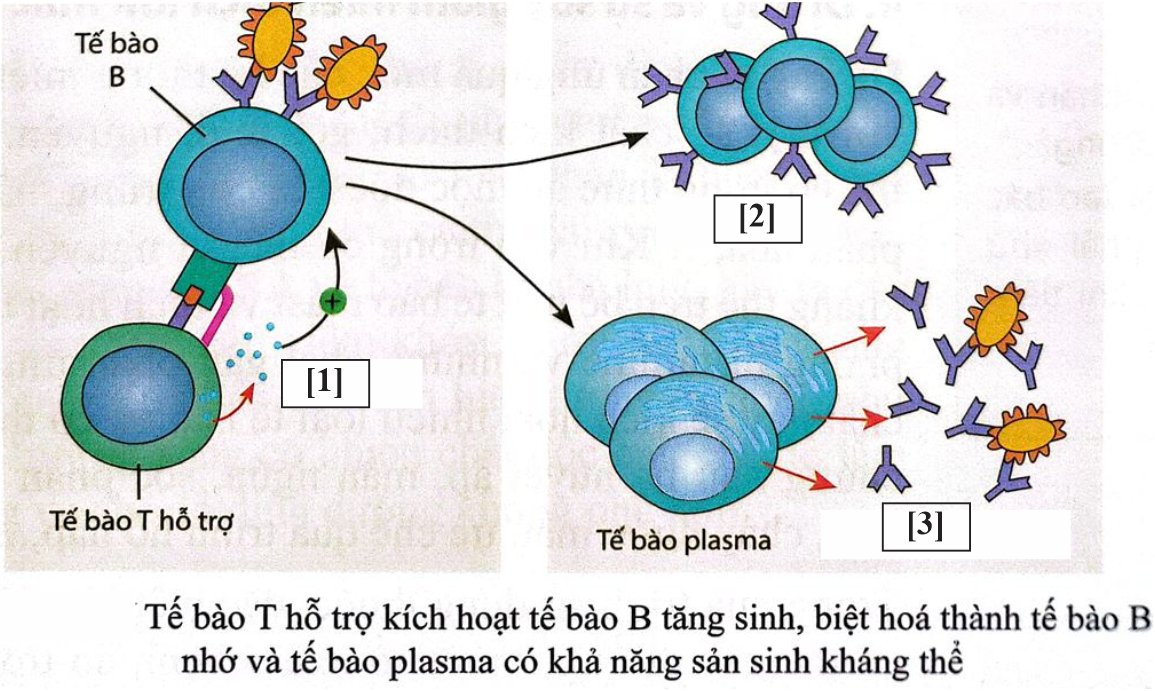 Tế bào
B
[2]
[1]
Tế bào T hỗ trợ
Tế bào plasma
[3]
Tế bào T hỗ trợ kích hoạt tế bào B tăng sinh, biệt hoá thành tế bào B
nhớ và tế bào plasma có khả năng sản sinh kháng thể